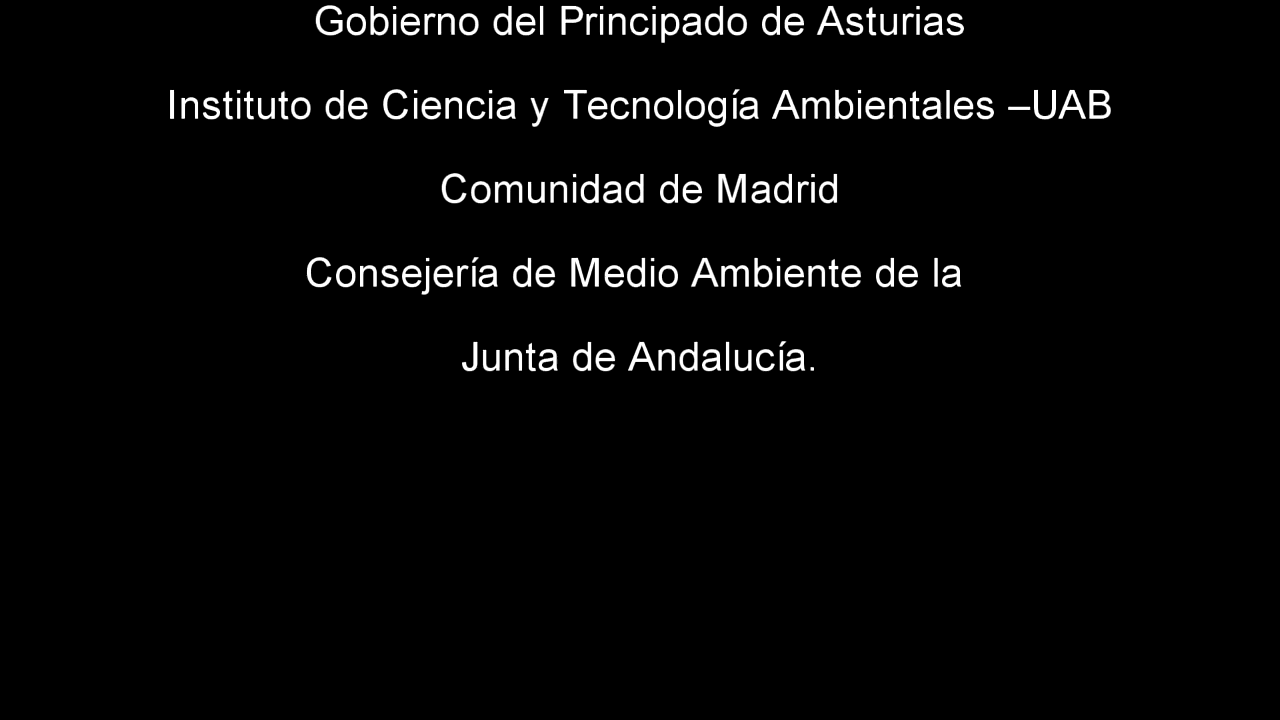 Gobierno del Principado de Asturias
Instituto de Ciencia y Tecnología Ambientales –UAB
Comunidad de Madrid
Consejería de Medio Ambiente de la
Junta de Andalucía.